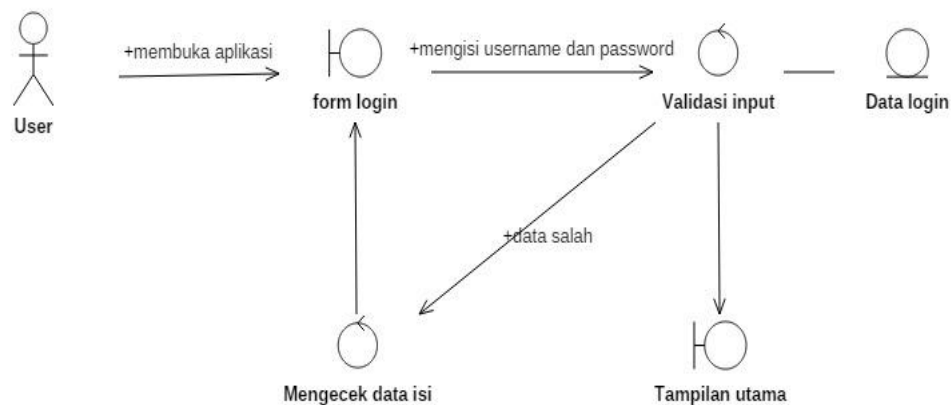 +membuka aplikasi
+mengisi username dan password
User
form login
Validasi input
Data login
+data salah
Mengecek data isi
Tampilan utama